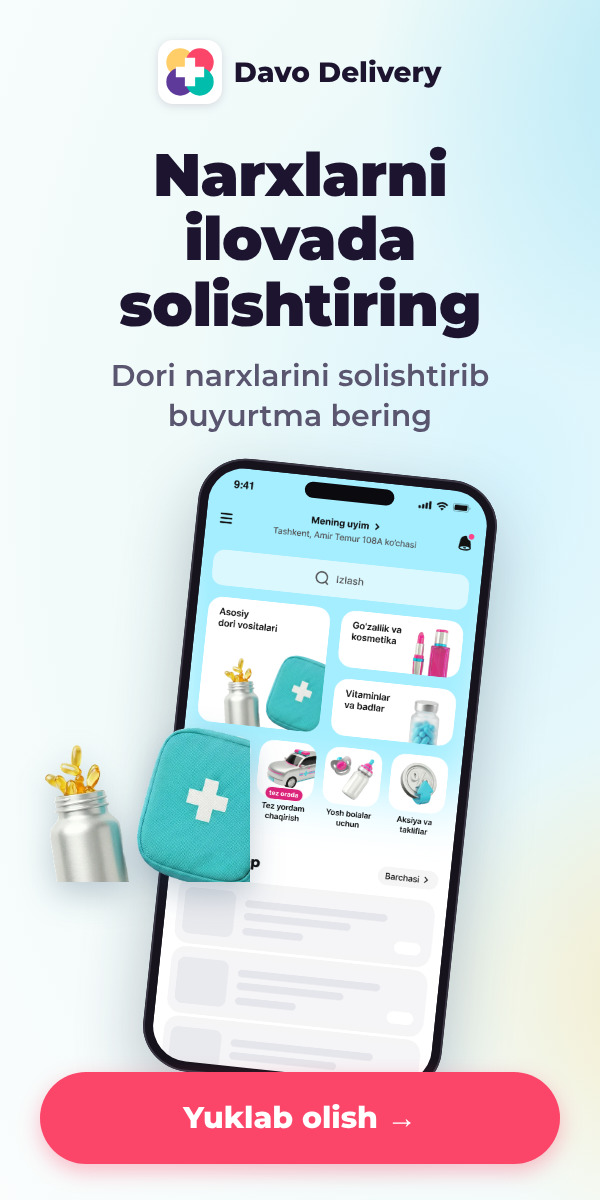 Davo Delivery
Narxlarni
ilovada
solishtiring
Dori narxlarini solishtirib
buyurtma bering
9:41
Mening uyim
Tashkent, Amir Temur 108A ko'chasi
Izlash
Asosiy
dori vositalari
Go'zallik va
kosmetika
Vitaminlar
va badlar
tez orada
Tez yordam
chaqirish
Yosh bolalar
uchun
Aksiya va
takliflar
p
Barchasi
Yuklab olish →